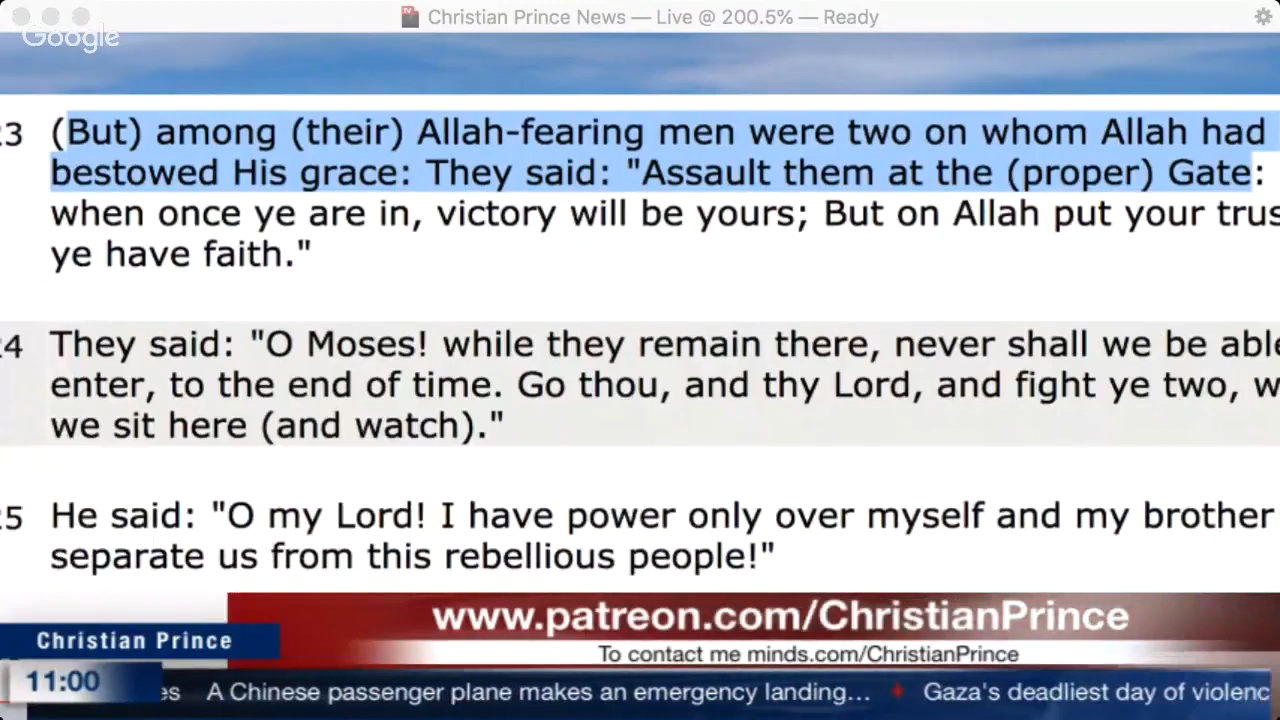 Christian Prince News — Live @ 200.5% — Ready
Google
23 (But) among (their) Allah-fearing men were two on whom Allah had
bestowed His grace: They said: "Assault them at the (proper) Gate:
when once ye are in, victory will be yours; But on Allah put your
ye have faith."
24 They said: "O Moses! while they remain there, never shall we be
enter, to the end of time. Go thou, and thy Lord, and fight ye two,
we sit here (and watch)."
25 He said: "O my Lord! I have power only over myself and my brother
separate us from this rebellious people!"
www.patreon.com/ChristianPrince
Christian Prince
To contact me minds.com/ChristianPrince
11:00
A Chinese passenger plane makes an emergency landing... Gaza's deadliest day of